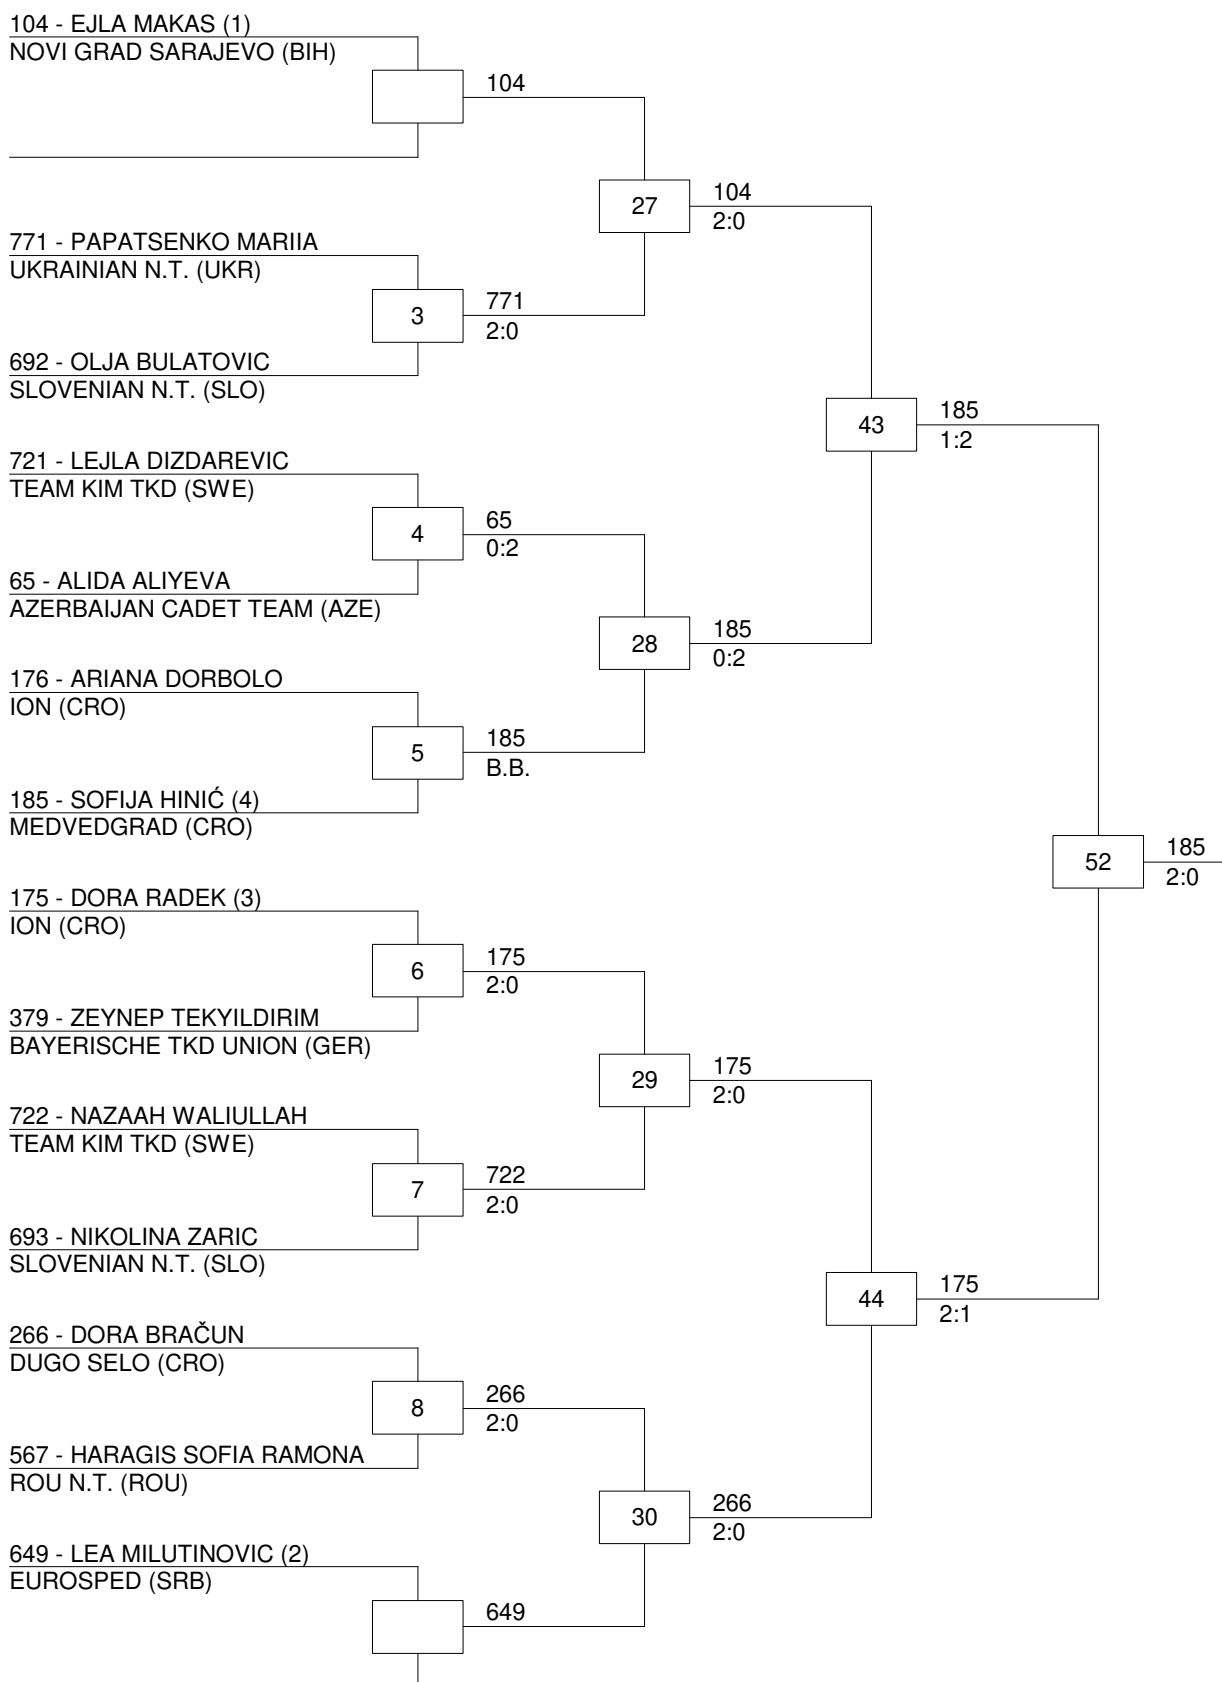 104 - EJLA MAKAS (1)
NOVI GRAD SARAJEVO (BIH)
104
27
104
2:0
771 - PAPATSENKO MARIIA
UKRAINIAN N.T. (UKR)
3
771
2:0
692 - OLJA BULATOVIC
SLOVENIAN N.T. (SLO)
43
185
1:2
721 - LEJLA DIZDAREVIC
TEAM KIM TKD (SWE)
4
65
0:2
65 - ALIDA ALIYEVA
AZERBAIJAN CADET TEAM (AZE)
28
185
0:2
176 - ARIANA DORBOLO
ION (CRO)
5
185
B.B.
185 - SOFIJA HINIĆ (4)
MEDVEDGRAD (CRO)
52
185
2:0
175 - DORA RADEK (3)
ION (CRO)
6
175
2:0
379 - ZEYNEP TEKYILDIRIM
BAYERISCHE TKD UNION (GER)
29
175
2:0
722 - NAZAAH WALIULLAH
TEAM KIM TKD (SWE)
7
722
2:0
693 - NIKOLINA ZARIC
SLOVENIAN N.T. (SLO)
44
175
2:1
266 - DORA BRAČUN
DUGO SELO (CRO)
8
266
2:0
567 - HARAGIS SOFIA RAMONA
ROU N.T. (ROU)
30
266
2:0
649 - LEA MILUTINOVIC (2)
EUROSPED (SRB)
649